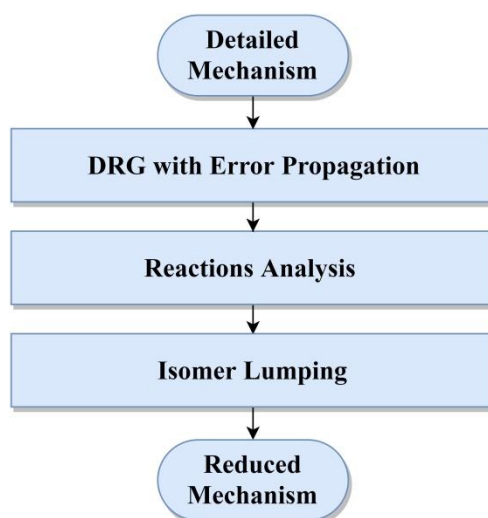 Detailed
Mechanism
DRG with Error Propagation
Reactions Analysis
Isomer Lumping
Reduced
Mechanism